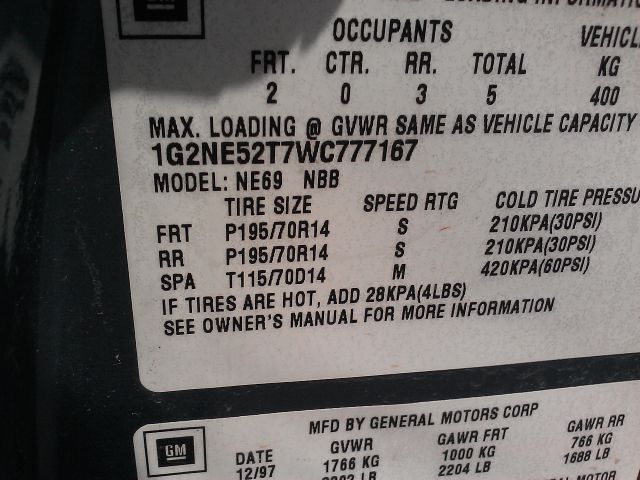 GM
LOADING INFORMATION
OCCUPANTS VEHICL
FRT. CTR. RR. TOTAL KG
2 0 3 5 400
MAX. LOADING @ GVWR SAME AS VEHICLE CAPACITY
1G2NE52T7WC777167
MODEL: NE69 NBB
TIRE SIZE SPEED RTG COLD TIRE PRESSU
FRT P195/70R14 S 210KPA(30PSI)
RR P195/70R14 S 210KPA(30PSI)
SPA T115/70D14 M 420KPA(60PSI)
IF TIRES ARE HOT, ADD 28KPA(4LBS)
SEE OWNER'S MANUAL FOR MORE INFORMATION
MFD BY GENERAL MOTORS CORP
GM DATE GVWR GAWR FRT GAWR RR
12/97 1766 KG 1000 KG 766 KG
2204 LB 1688 LB
MOTOR